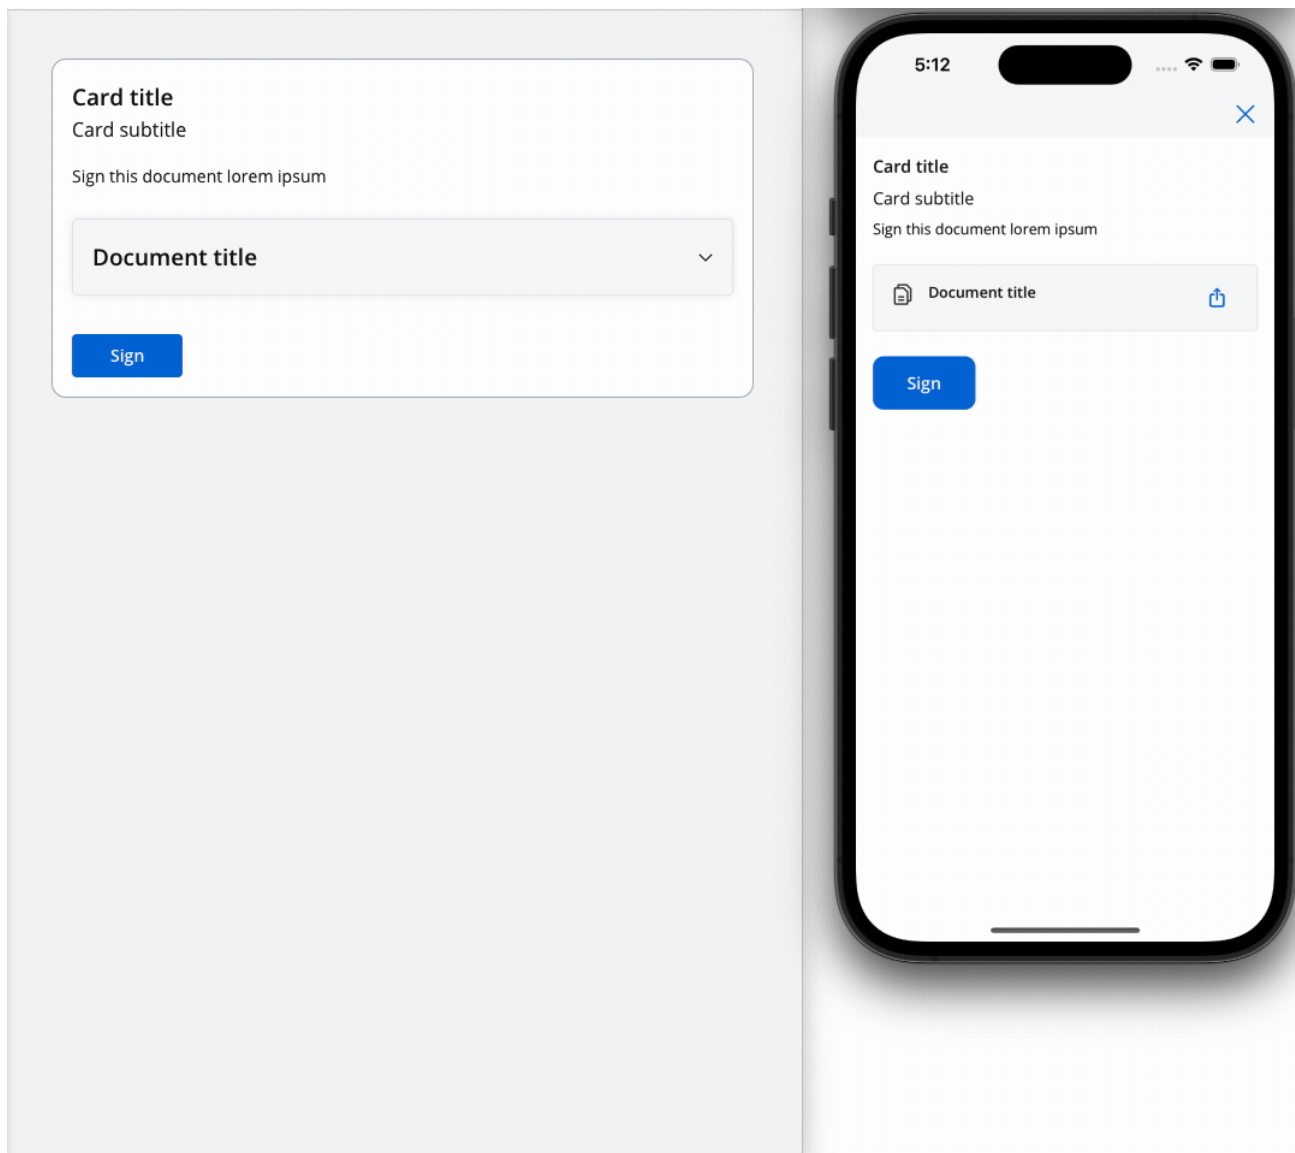 Card title
Card subtitle
Sign this document lorem ipsum
Document title
Sign
5:12
Card title
Card subtitle
Sign this document lorem ipsum
Document title
Sign